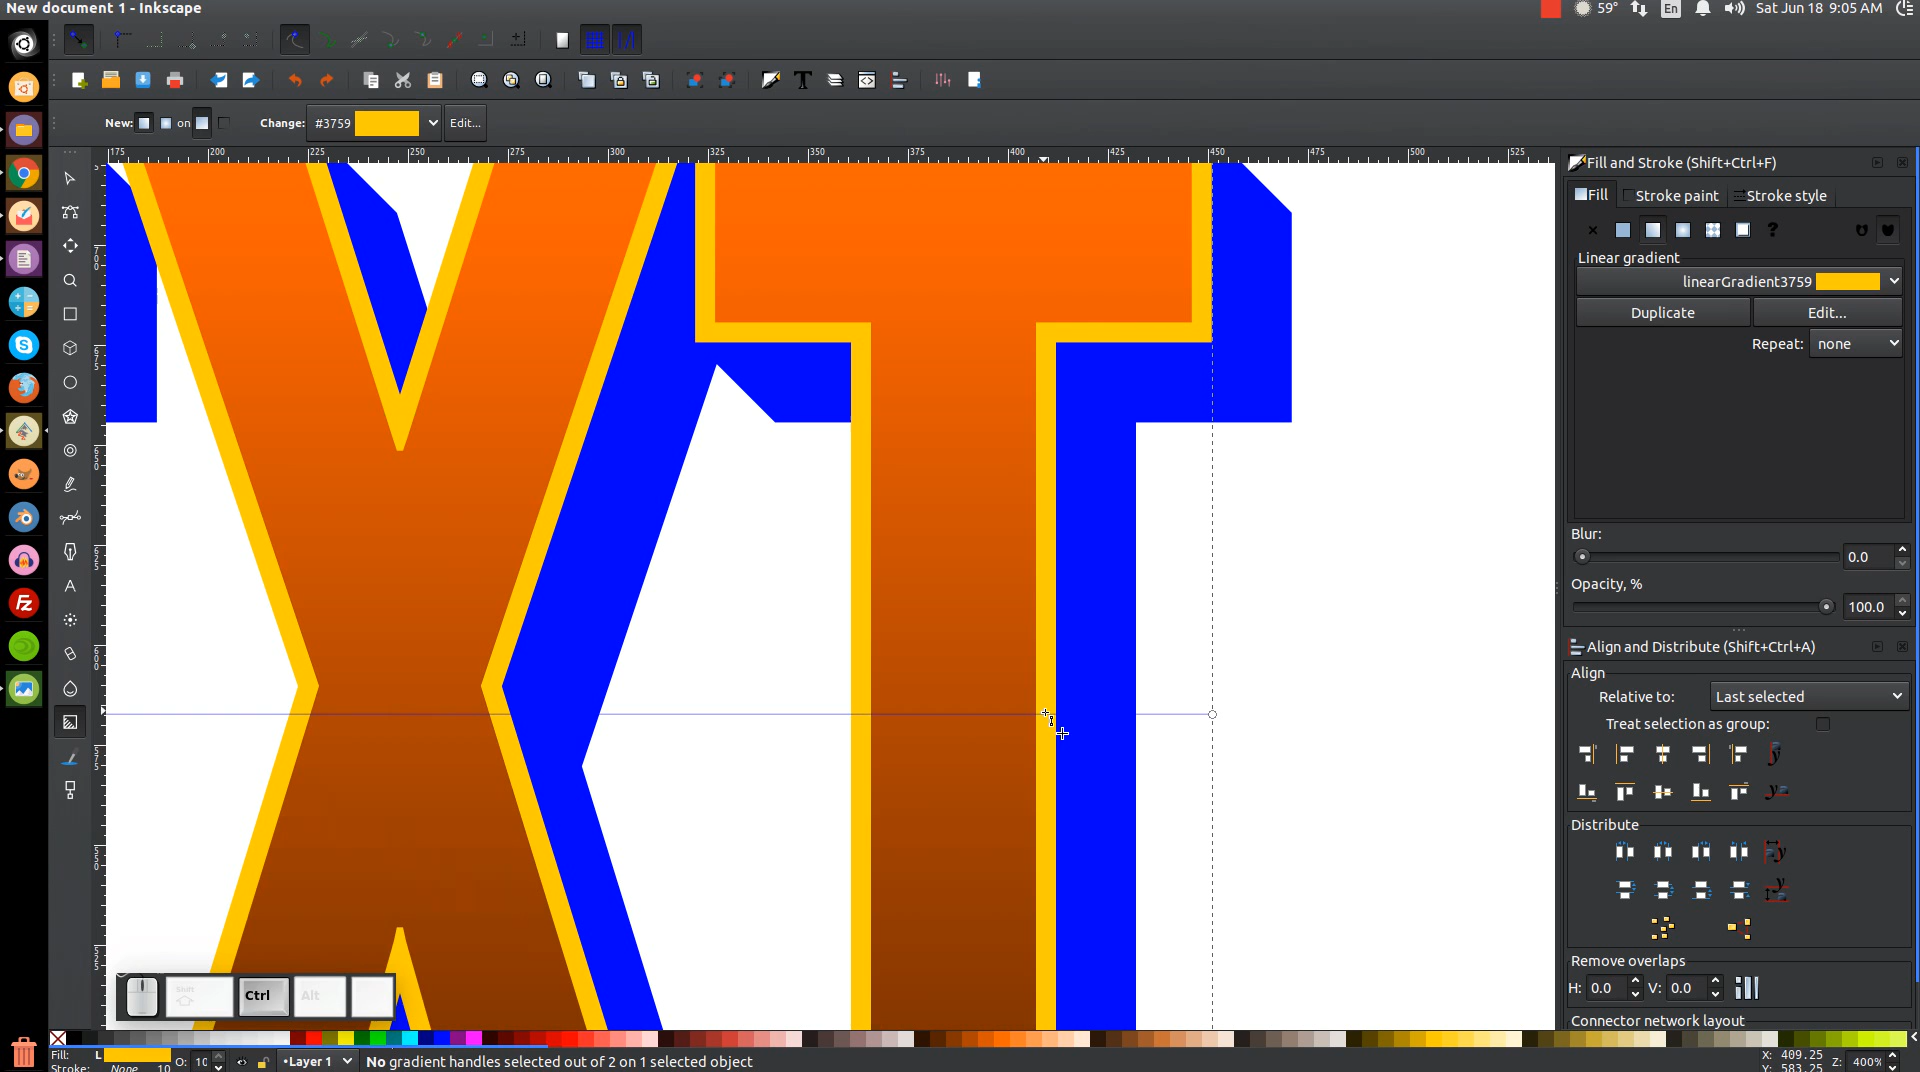 New document 1 - Inkscape
59° En Sat Jun 18 9:05 AM
New: on Change: #3759 Edit...
175 200 225 250 275 300 325 350 375 400 425 450 475 500 525
Fill and Stroke (Shift+Ctrl+F)
Fill Stroke paint Stroke style
?
Linear gradient
linearGradient3759
Duplicate Edit...
Repeat: none
Blur:
0.0
Opacity, %
100.0
Align and Distribute (Shift+Ctrl+A)
Align
Relative to: Last selected
Treat selection as group:
Distribute
Remove overlaps
H: 0.0 V: 0.0
Connector network layout
XT
Shift Ctrl Alt
Fill: L O: 10 Layer 1 No gradient handles selected out of 2 on 1 selected object X: 409.25 Z: 400%
Stroke: None 10 Y: 583.25